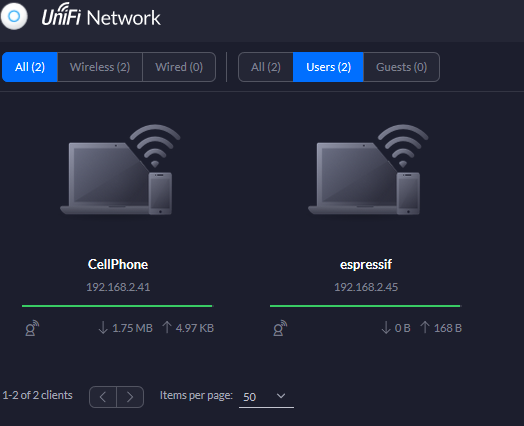 UniFi Network
All (2) Wireless (2) Wired (0) All (2) Users (2) Guests (0)
CellPhone espressif
192.168.2.41 192.168.2.45
1.75 MB 4.97 KB 0 B 168 B
1-2 of 2 clients Items per page: 50